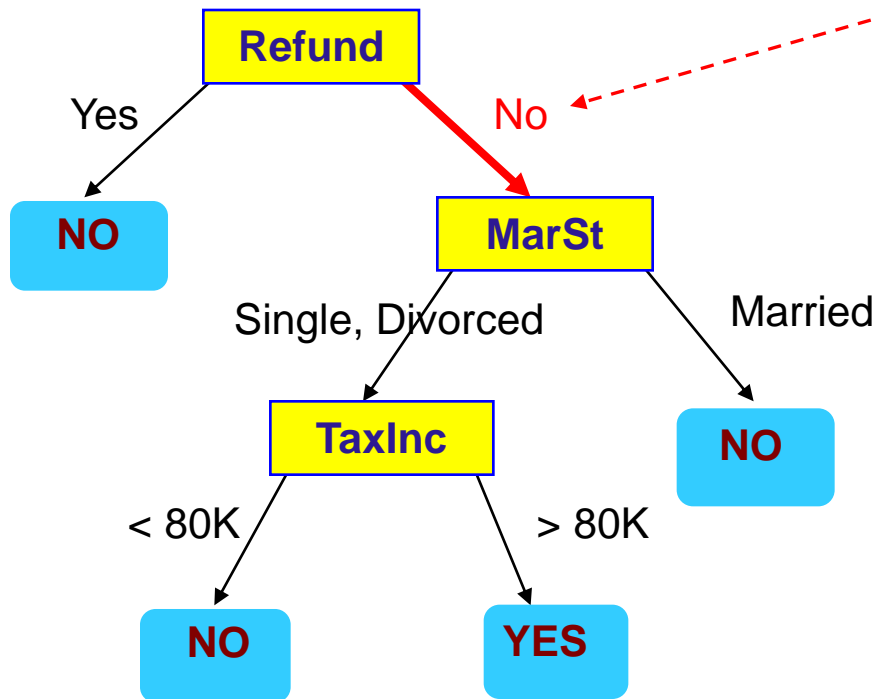 Refund
Yes
No
NO
MarSt
Single, Divorced
Married
TaxInc
NO
< 80K
> 80K
NO
YES